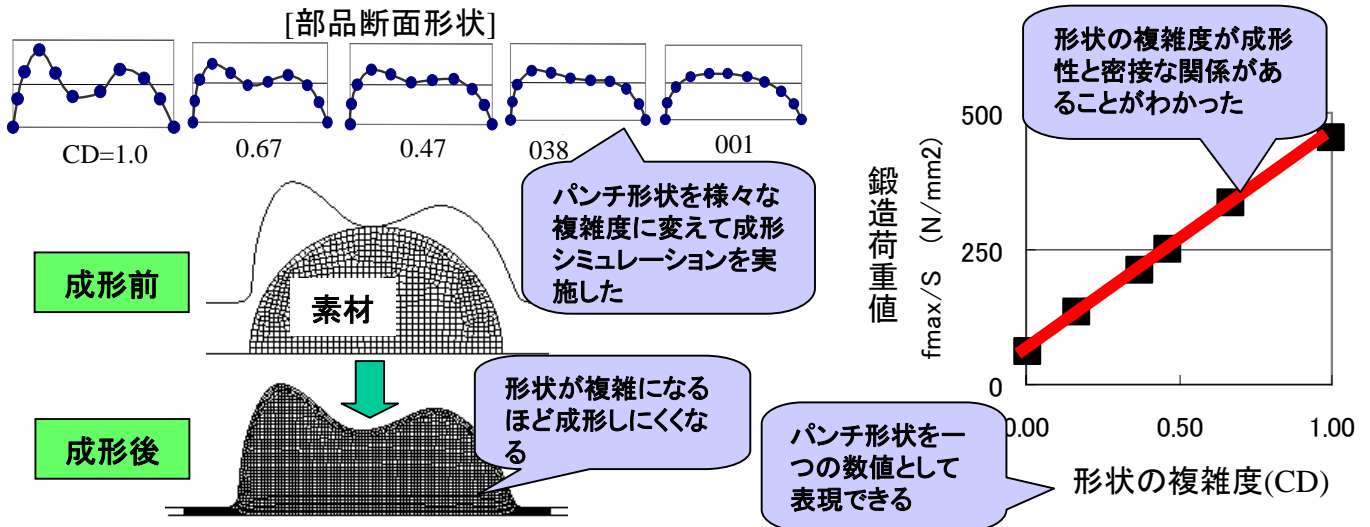 [部品断面形状]
CD=1.0
0.67
0.47
038
001
パンチ形状を様々な
複雑度に変えて成形
シミュレーションを実
施した
成形前
素材
成形後
形状が複雑になる
ほど成形しにくくな
る
形状の複雑度が成形
性と密接な関係があ
ることがわかった
鍛造荷重値
fmax/S (N/mm2)
500
250
0
0.00
0.50
1.00
形状の複雑度(CD)
パンチ形状を一
つの数値として
表現できる